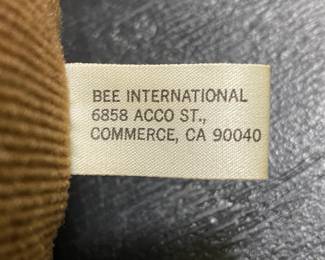 BEE INTERNATIONAL
6858 ACCO ST.,
COMMERCE, CA 90040